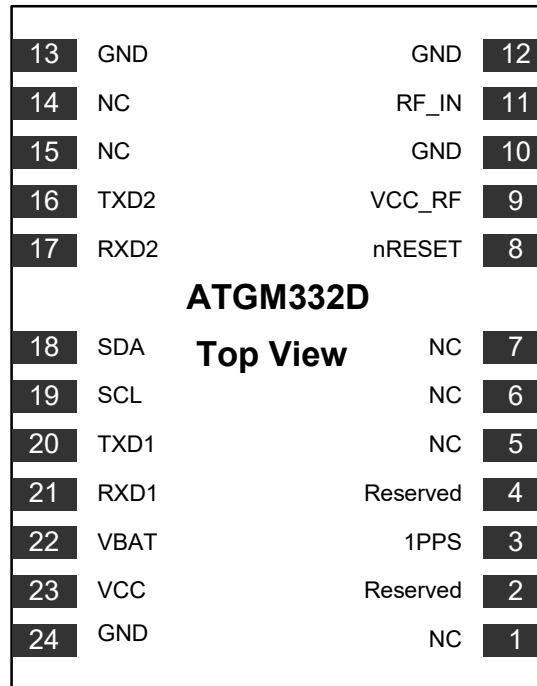 13 GND GND 12
14 NC RF_IN 11
15 NC GND 10
16 TXD2 VCC_RF 9
17 RXD2 nRESET 8
ATGM332D
18 SDA Top View NC 7
19 SCL NC 6
20 TXD1 NC 5
21 RXD1 Reserved 4
22 VBAT 1PPS 3
23 VCC Reserved 2
24 GND NC 1